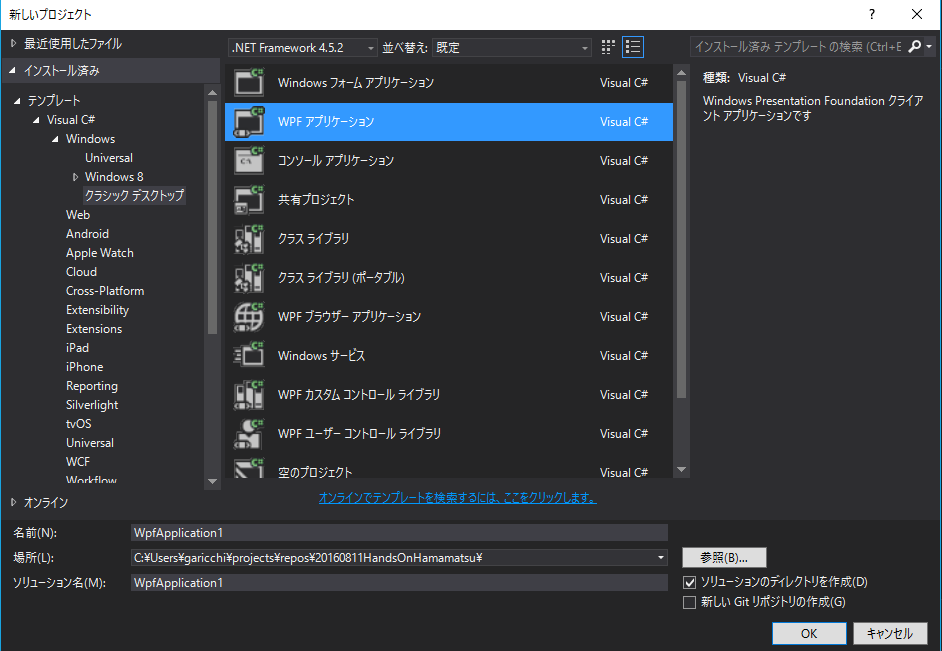 新しいプロジェクト
?
最近使用したファイル
.NET Framework 4.5.2
並べ替え:
既定
インストール済み テンプレート の検索 (Ctrl+E
インストール済み
テンプレート
Visual C#
Windows
Universal
Windows 8
クラシック デスクトップ
Web
Android
Apple Watch
Cloud
Cross-Platform
Extensibility
Extensions
iPad
iPhone
Reporting
Silverlight
tvOS
Universal
WCF
Workflow
オンライン
Windows フォーム アプリケーション Visual C#
WPF アプリケーション Visual C#
コンソール アプリケーション Visual C#
共有プロジェクト Visual C#
クラス ライブラリ Visual C#
クラス ライブラリ (ポータブル) Visual C#
WPF ブラウザー アプリケーション Visual C#
Windows サービス Visual C#
WPF カスタム コントロール ライブラリ Visual C#
WPF ユーザー コントロール ライブラリ Visual C#
空のプロジェクト Visual C#
オンラインでテンプレートを検索するには、ここをクリックします。
種類: Visual C#
Windows Presentation Foundation クライア
ント アプリケーションです
名前(N): WpfApplication1
場所(L): C:¥Users¥garicchi¥projects¥repos¥20160811HandsOnHamamatsu¥
参照(B)...
ソリューション名(M): WpfApplication1
ソリューションのディレクトリを作成(D)
新しい Git リポジトリの作成(G)
OK
キャンセル